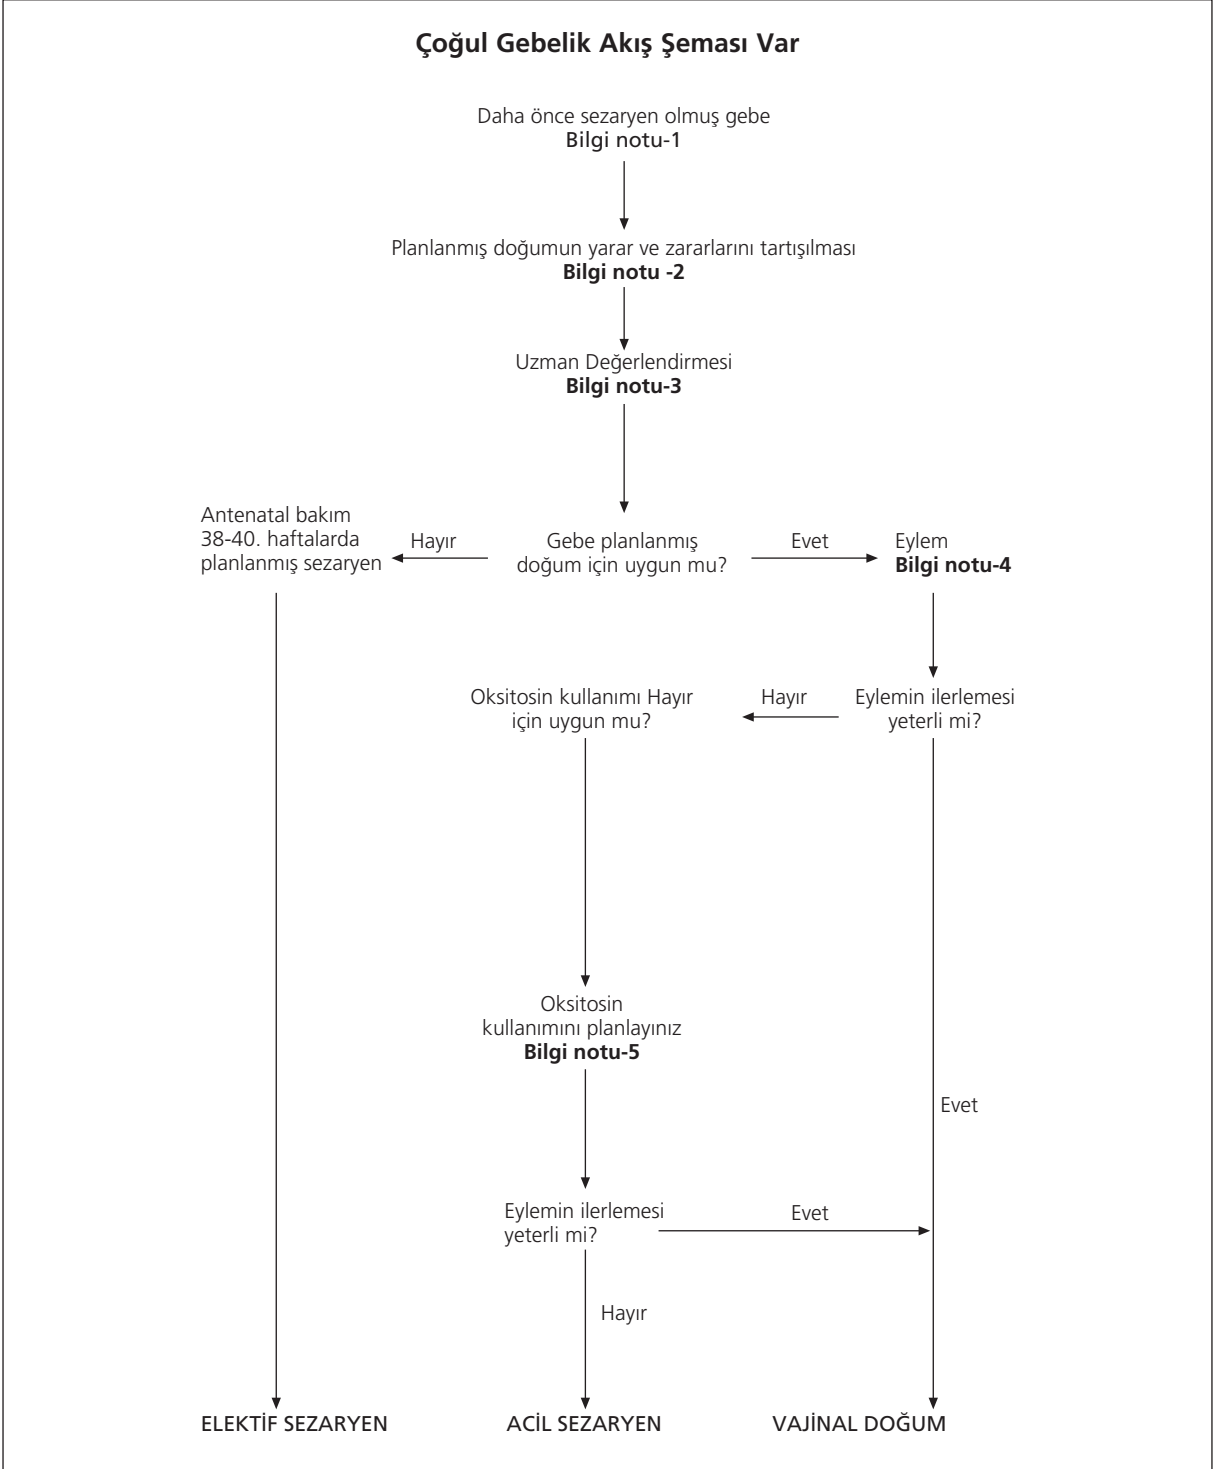 Çoğul Gebelik Akış Şeması Var
Daha önce sezaryen olmuş gebe
Bilgi notu-1
Planlanmış doğumun yarar ve zararlarını tartışılması
Bilgi notu -2
Uzman Değerlendirmesi
Bilgi notu-3
Antenatal bakım
38-40. haftalarda
planlanmış sezaryen
Hayır
Gebe planlanmış
doğum için uygun mu?
Evet
Eylem
Bilgi notu-4
Oksitosin kullanımı Hayır
için uygun mu?
Hayır
Eylemin ilerlemesi
yeterli mi?
Oksitosin
kullanımını planlayınız
Bilgi notu-5
Evet
Eylemin ilerlemesi
yeterli mi?
Evet
Hayır
ELEKTİF SEZARYEN
ACİL SEZARYEN
VAJİNAL DOĞUM